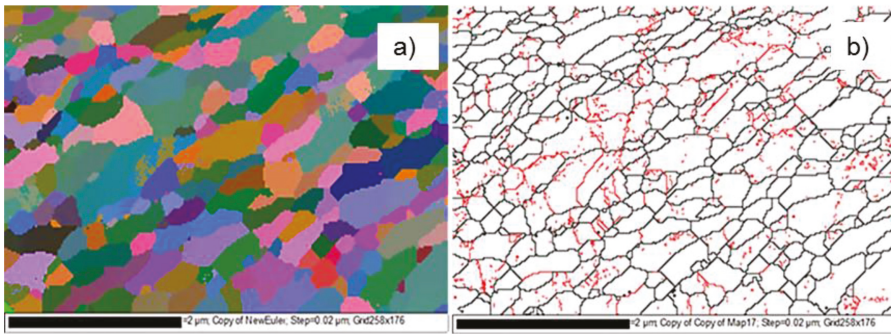 a)
b)
=2 μm; Copy of NewEuler; Step=0.02 μm; Grid258x176
=2 μm; Copy of Copy of Map17; Step=0.02 μm; Grid258x176